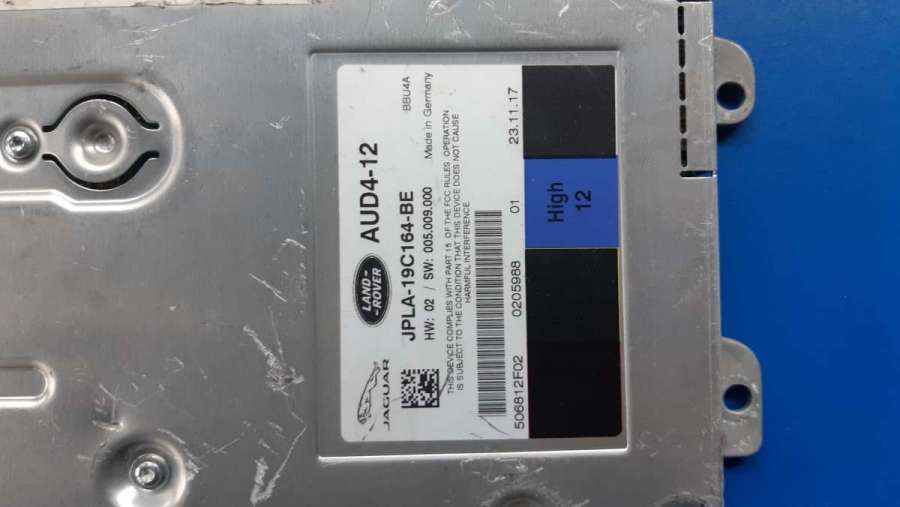 JAGUAR
LAND-
-ROVER
AUD4-12
BBU4A
JPLA-19C164-BE
HW: 02 / SW: 005.009.000
Made in Germany
THIS DEVICE COMPLIES WITH PART 15 OF THE FCC RULES OPERATION
IS SUBJECT TO THE CONDITION THAT THIS DEVICE DOES NOT CAUSE
HARMFUL INTERFERENCE
506812F02 0205988 01 23.11.17
High
12